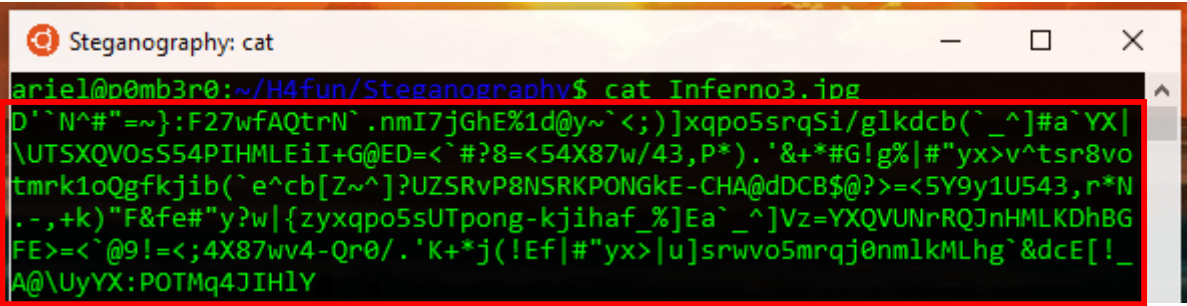 Steganography: cat
ariel@p0mb3r0:~/H4fun/Steganography$ cat Inferno3.jpg
D'``N^#"=~}:F27wfAQtrN`.nmI7jGhE%1d@y~`<;)]xqpo5srqSi/glkdcb(`_^]#a`YX|
\UTSXQVOsS54PIHMLEiI+G@ED=<`#?8=<54X87w/43,P*).'&+*#G!g%|#"yx>v^tsr8vo
tmrk1oQgfkjib(`e^cb[Z~^]?UZSRvP8NSRKPONGkE-CHA@dDCB$@?>=<5Y9y1U543,r*N
.-,+k)"F&fe#"y?w|{zyxqpo5sUTpong-kjihaf_%]Ea`_^]Vz=YXQVUNrRQJnHMLKDhBG
FE>=<`@9!=<;4X87wv4-Qr0/.'K+*j(!Ef|#"yx>|u]srwvo5mrqj0nmlkMLhg`&dcE[!_
A@\UyYX:POTMq4JIHlY